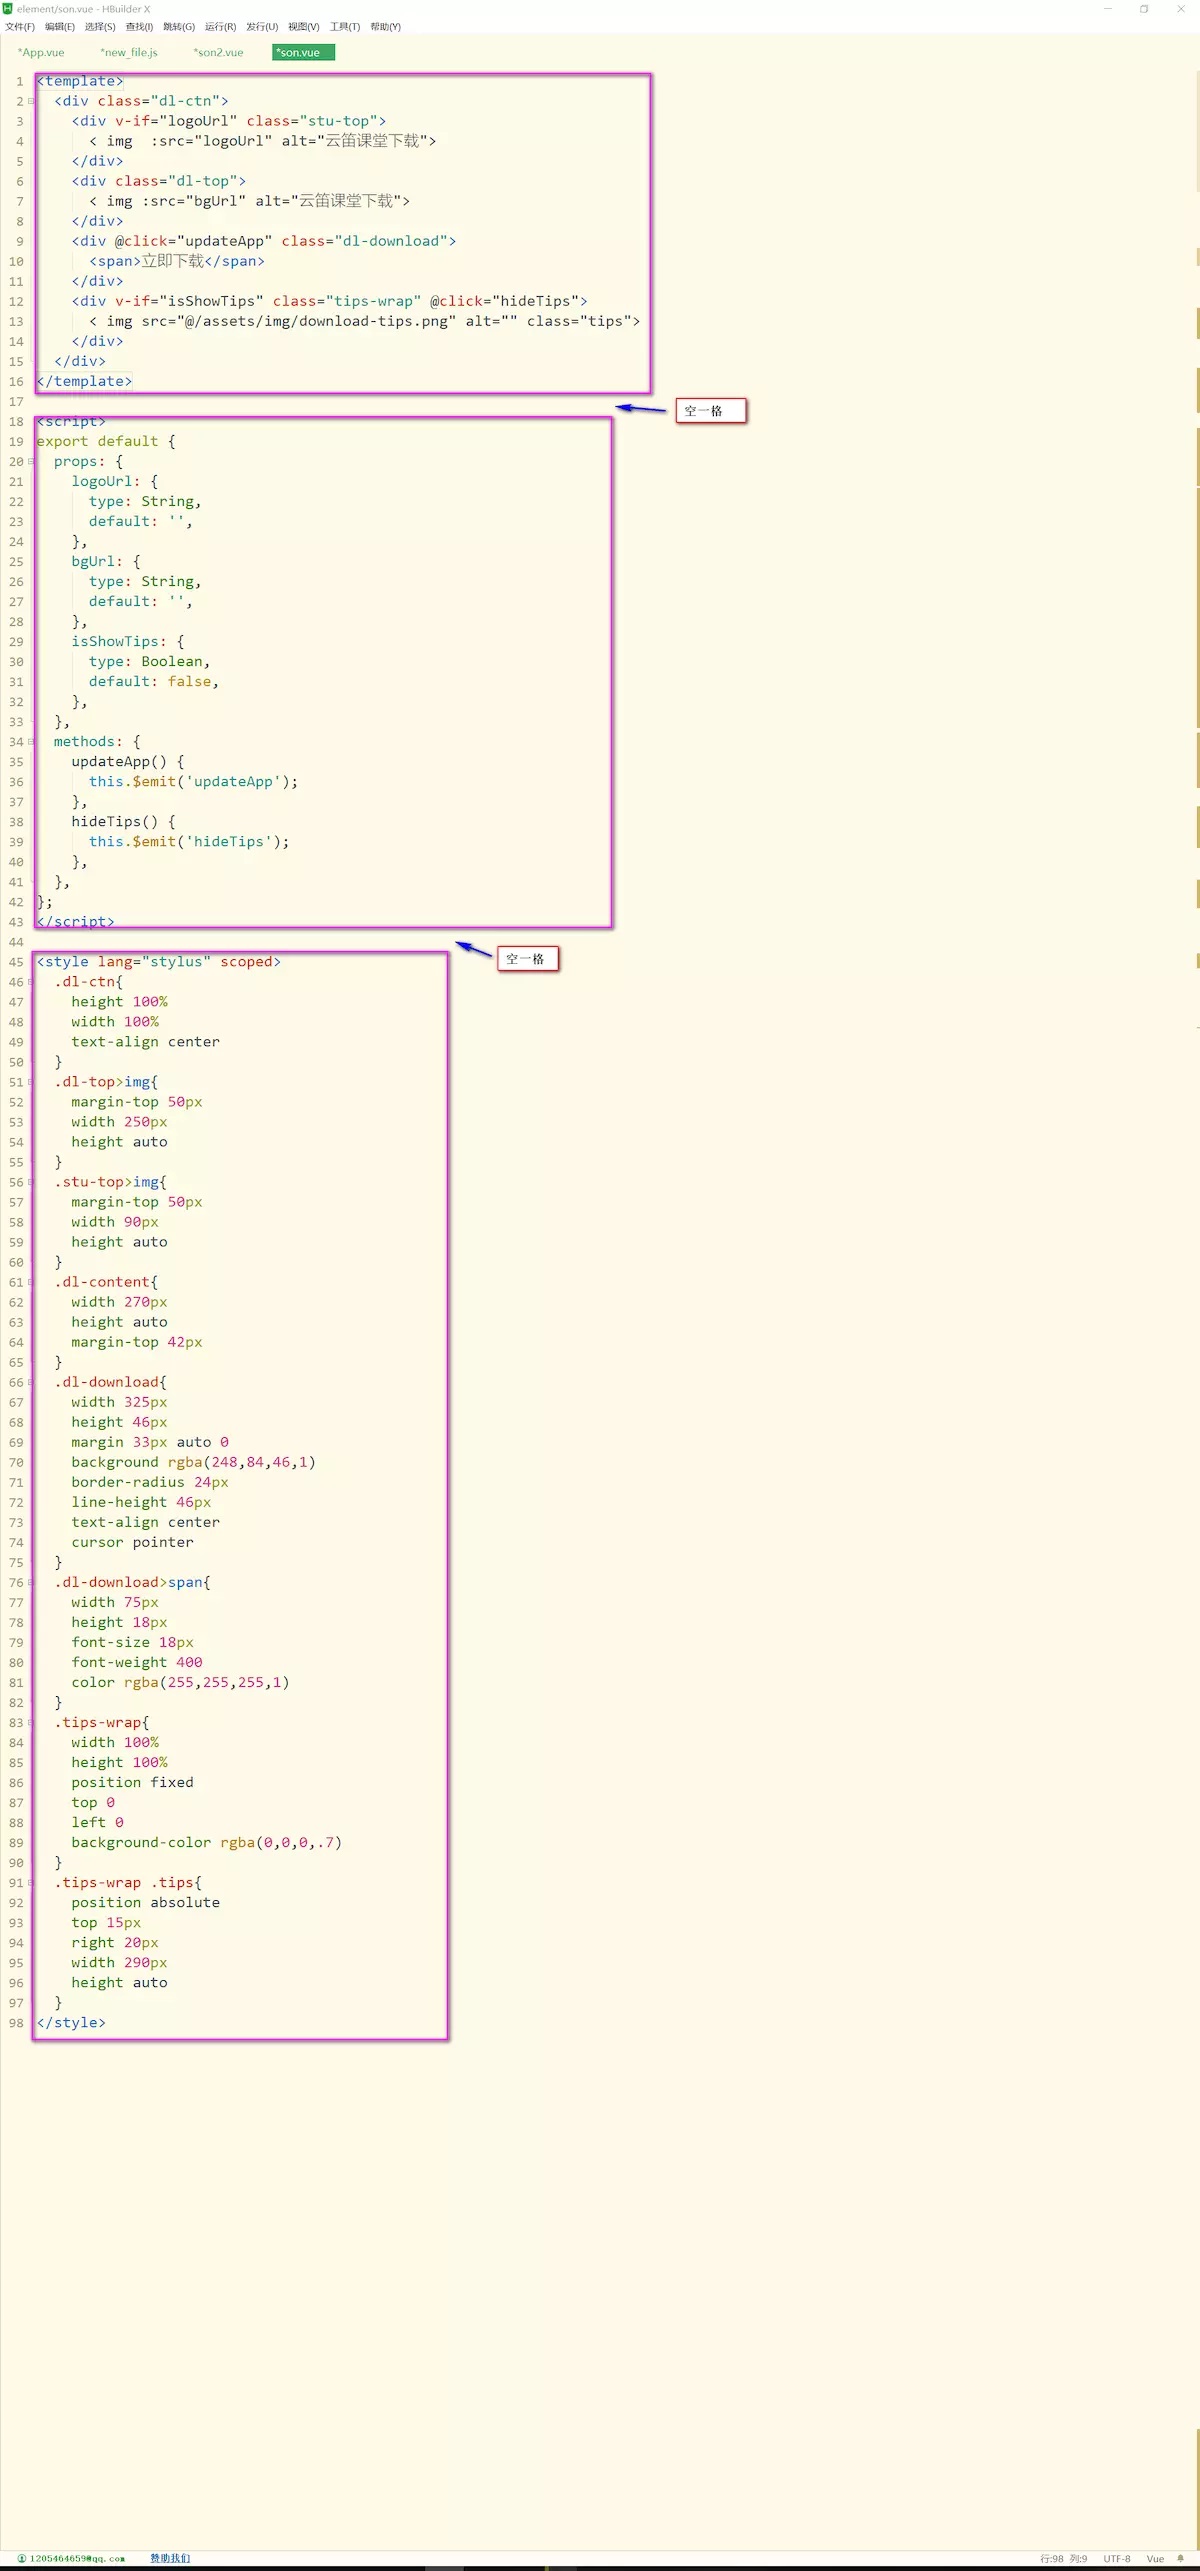 element/son.vue - HBuilder X
文件(F) 编辑(E) 选择(S) 查找(I) 跳转(G) 运行(R) 发行(U) 视图(V) 工具(T) 帮助(Y)
*App.vue *new_file.js *son2.vue *son.vue
1 <template>
2 <div class="dl-ctn">
3 <div v-if="logoUrl" class="stu-top">
4 < img  :src="logoUrl" alt="云笛课堂下载">
5 </div>
6 <div class="dl-top">
7 < img :src="bgUrl" alt="云笛课堂下载">
8 </div>
9 <div @click="updateApp" class="dl-download">
10 <span>立即下载</span>
11 </div>
12 <div v-if="isShowTips" class="tips-wrap" @click="hideTips">
13 < img src="@/assets/img/download-tips.png" alt="" class="tips">
14 </div>
15 </div>
16 </template>
17
空一格
18 <script>
19 export default {
20 props: {
21 logoUrl: {
22 type: String,
23 default: '',
24 },
25 bgUrl: {
26 type: String,
27 default: '',
28 },
29 isShowTips: {
30 type: Boolean,
31 default: false,
32 },
33 },
34 methods: {
35 updateApp() {
36 this.$emit('updateApp');
37 },
38 hideTips() {
39 this.$emit('hideTips');
40 },
41 },
42 };
43 </script>
44
空一格
45 <style lang="stylus" scoped>
46 .dl-ctn{
47 height 100%
48 width 100%
49 text-align center
50 }
51 .dl-top>img{
52 margin-top 50px
53 width 250px
54 height auto
55 }
56 .stu-top>img{
57 margin-top 50px
58 width 90px
59 height auto
60 }
61 .dl-content{
62 width 270px
63 height auto
64 margin-top 42px
65 }
66 .dl-download{
67 width 325px
68 height 46px
69 margin 33px auto 0
70 background rgba(248,84,46,1)
71 border-radius 24px
72 line-height 46px
73 text-align center
74 cursor pointer
75 }
76 .dl-download>span{
77 width 75px
78 height 18px
79 font-size 18px
80 font-weight 400
81 color rgba(255,255,255,1)
82 }
83 .tips-wrap{
84 width 100%
85 height 100%
86 position fixed
87 top 0
88 left 0
89 background-color rgba(0,0,0,.7)
90 }
91 .tips-wrap .tips{
92 position absolute
93 top 15px
94 right 20px
95 width 290px
96 height auto
97 }
98 </style>
1205464659@qq.com 赞助我们 行:98 列:9 UTF-8 Vue